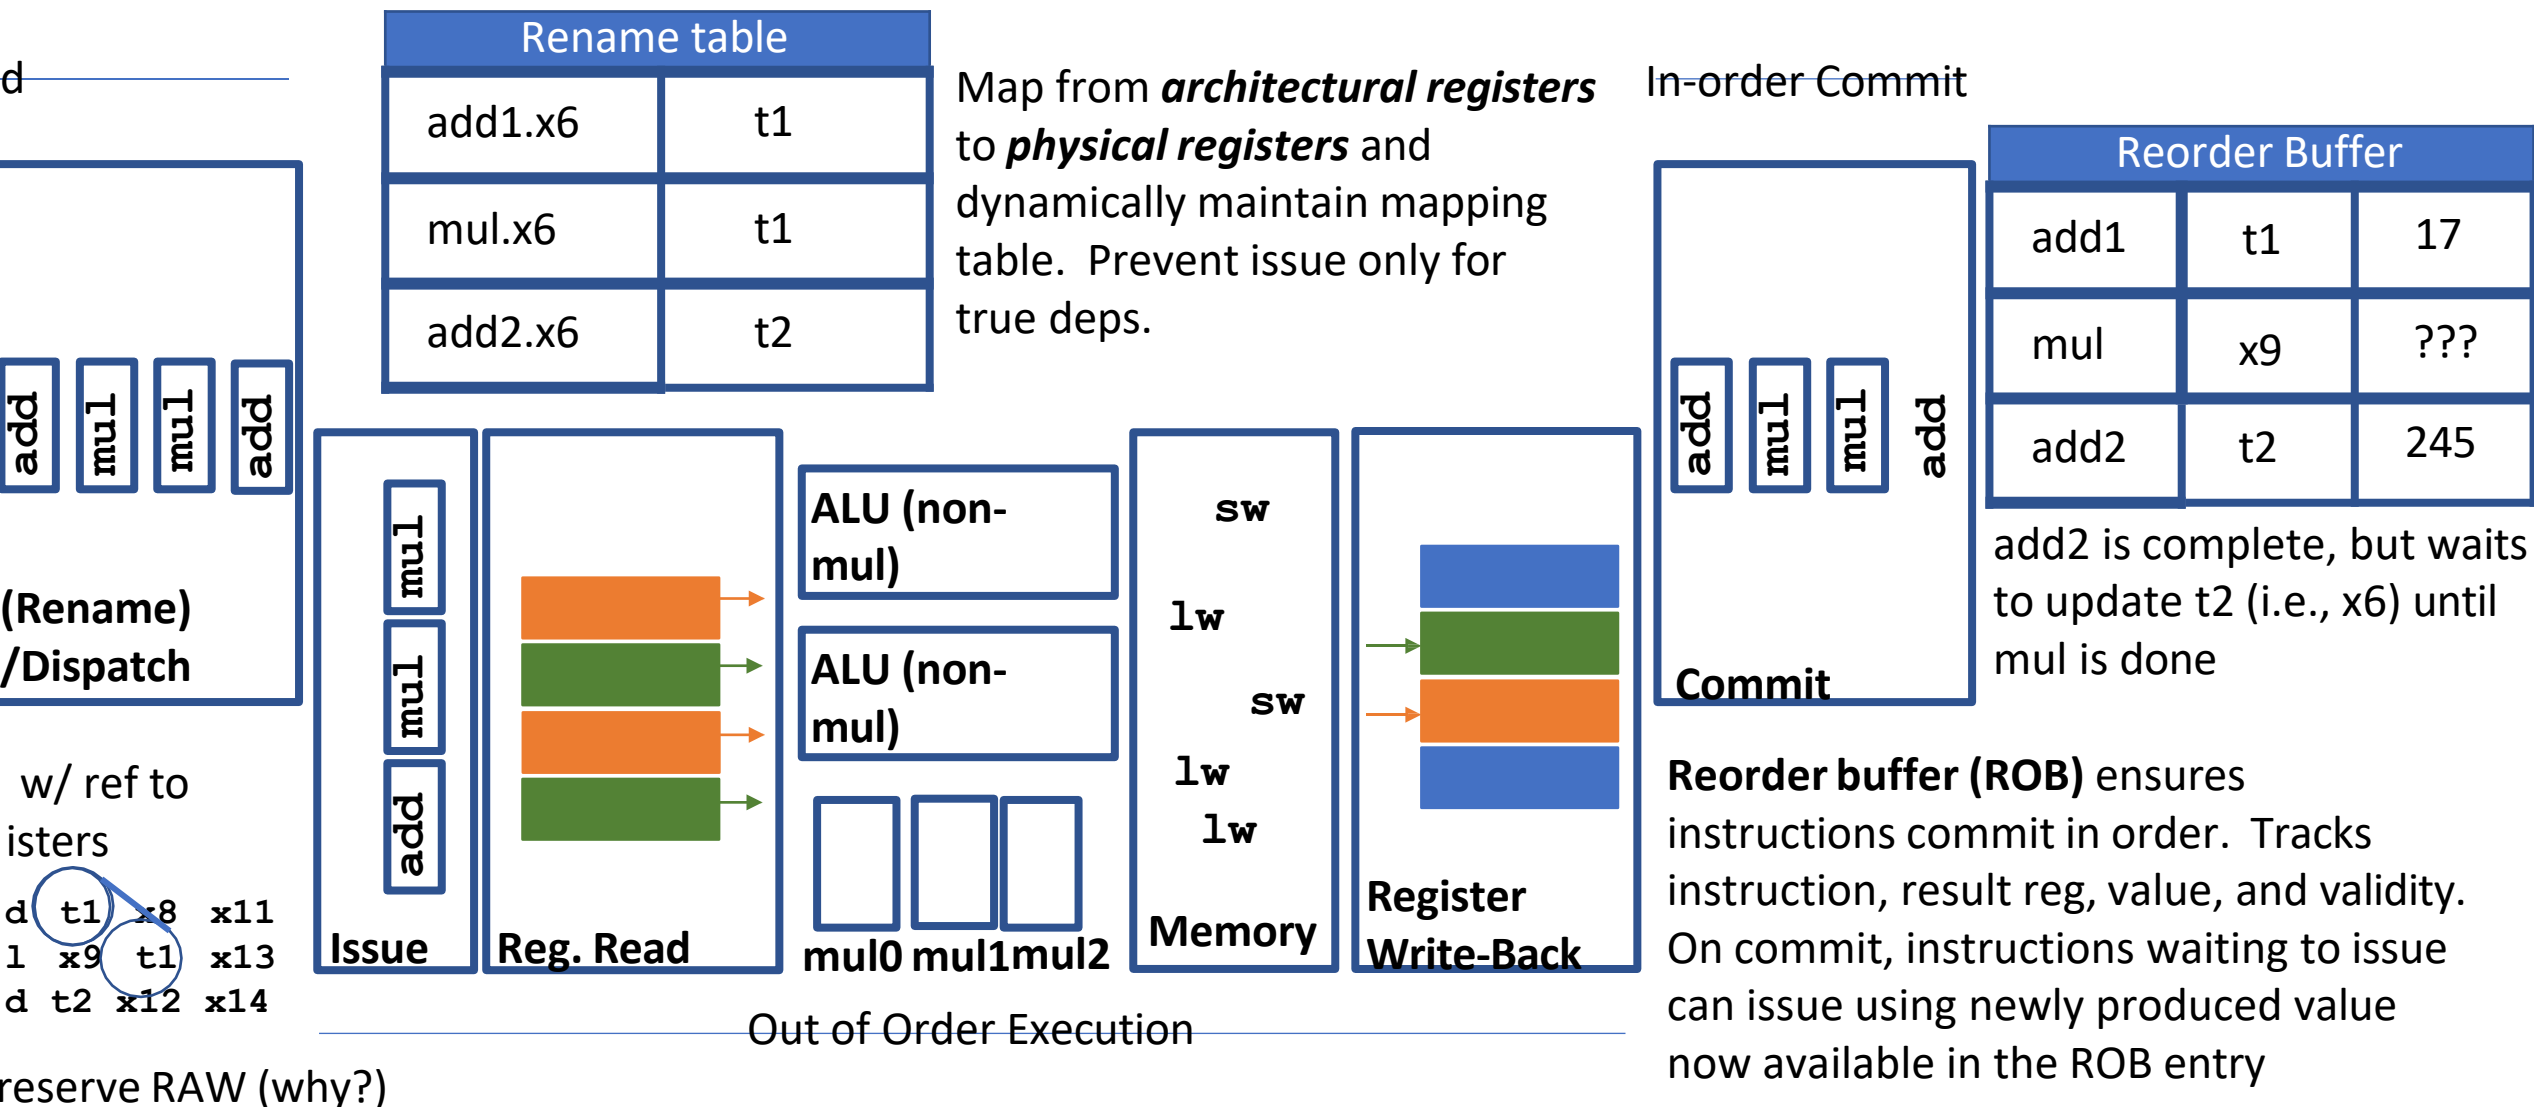 Rename table
add1.x6 t1
mul.x6 t1
add2.x6 t2
d
Map from architectural registers
to physical registers and
dynamically maintain mapping
table. Prevent issue only for
true deps.
In-order Commit
Reorder Buffer
add1 t1 17
mul x9 ???
add2 t2 245
add2 is complete, but waits
to update t2 (i.e., x6) until
mul is done
add
mul
mul
add
(Rename)
/Dispatch
mul
mul
add
Issue
Reg. Read
ALU (non-
mul)
ALU (non-
mul)
mul0 mul1 mul2
sw
lw
sw
lw
lw
Memory
Register
Write-Back
add
mul
mul
add
Commit
w/ ref to
isters
d t1 x8 x11
l x9 t1 x13
d t2 x12 x14
reserve RAW (why?)
Out of Order Execution
Reorder buffer (ROB) ensures
instructions commit in order. Tracks
instruction, result reg, value, and validity.
On commit, instructions waiting to issue
can issue using newly produced value
now available in the ROB entry